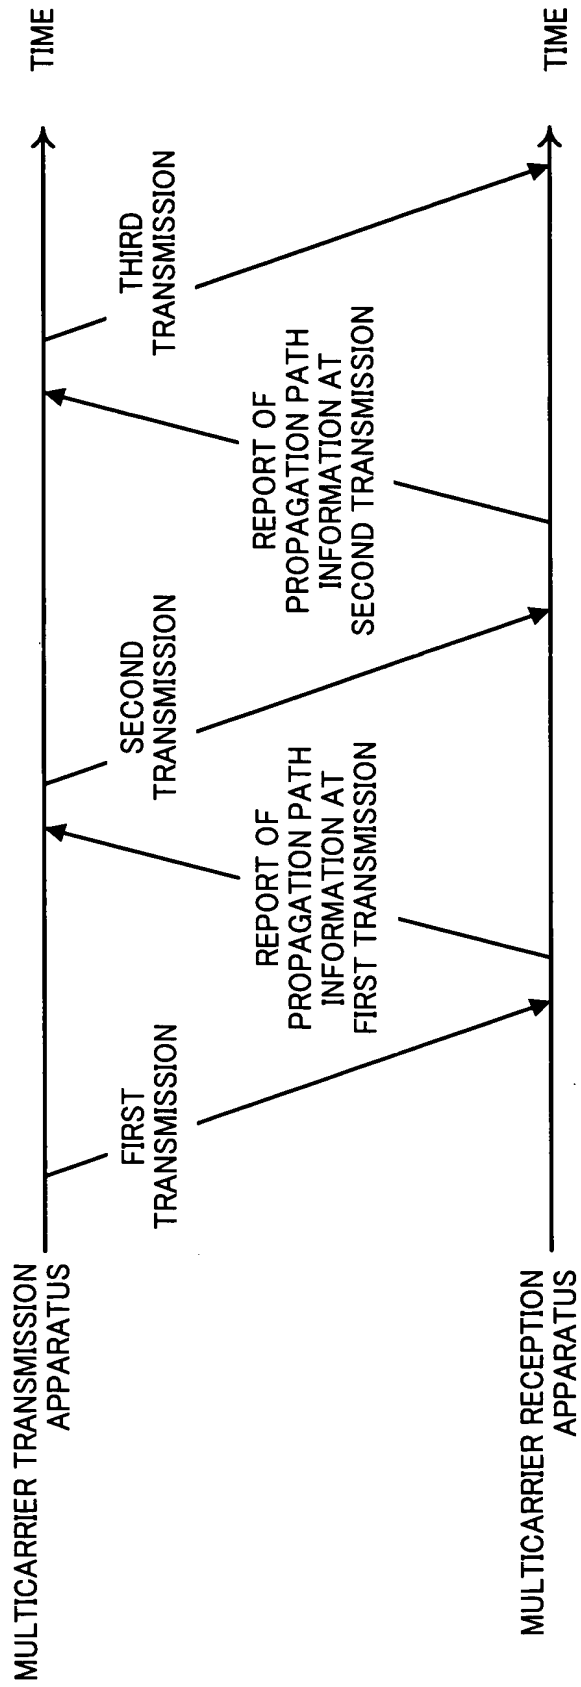 MULTICARRIER TRANSMISSION
APPARATUS
TIME
FIRST
TRANSMISSION
REPORT OF
PROPAGATION PATH
INFORMATION AT
FIRST TRANSMISSION
SECOND
TRANSMISSION
REPORT OF
PROPAGATION PATH
INFORMATION AT
SECOND TRANSMISSION
THIRD
TRANSMISSION
MULTICARRIER RECEPTION
APPARATUS
TIME